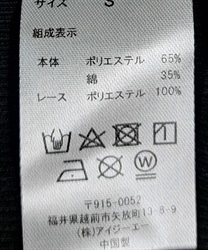 サイズ S
組成表示
本体 ポリエステル 65%
綿 35%
レース ポリエステル 100%
〒915-0052
福井県越前市矢放町13-8-9
(株)アイジーエー
中国製